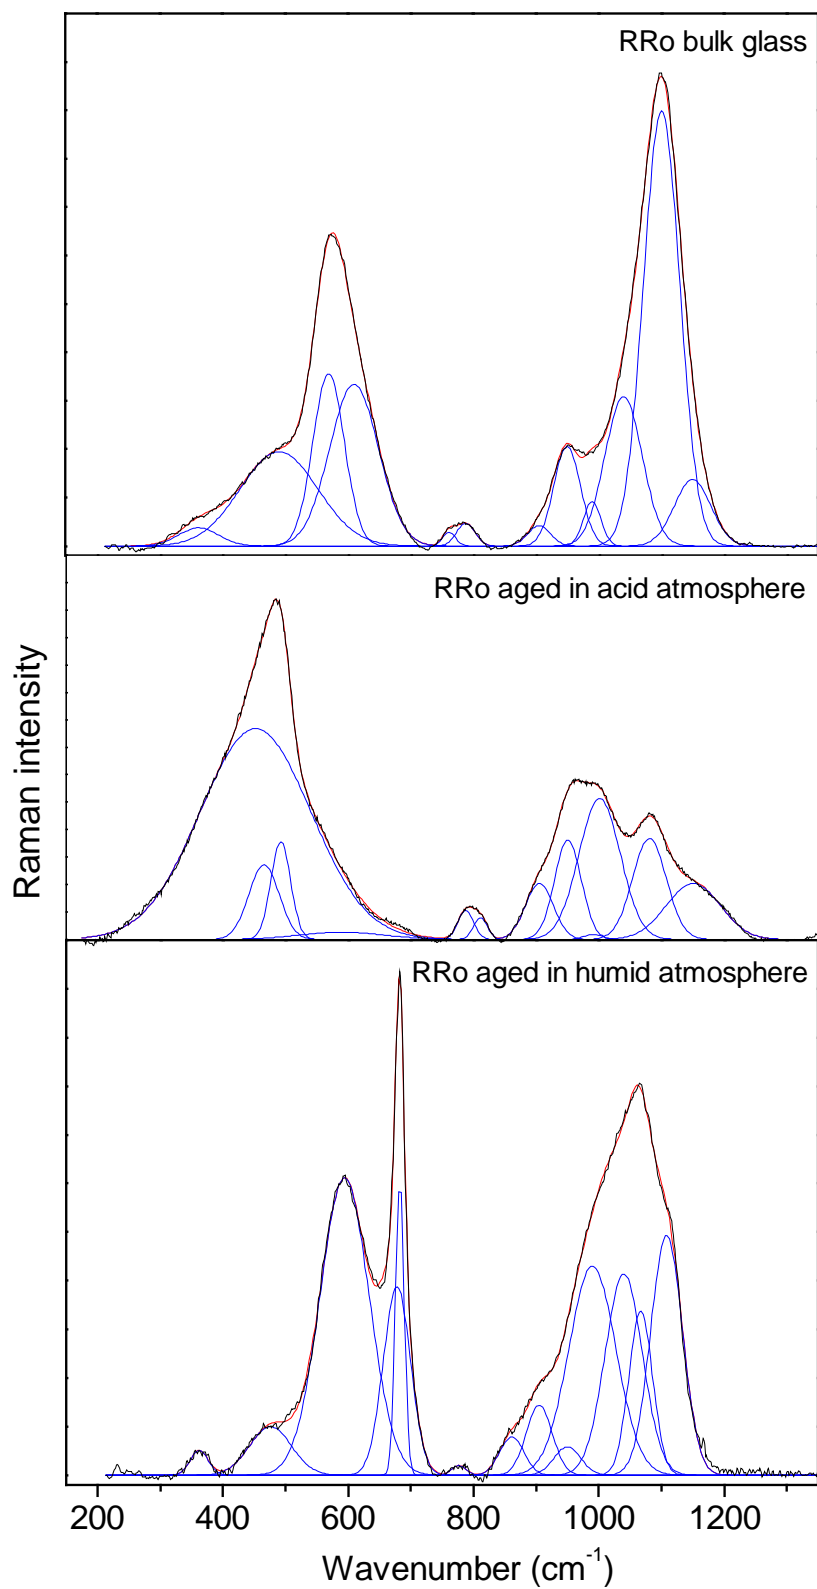 RRo bulk glass
RRo aged in acid atmosphere
RRo aged in humid atmosphere
Raman intensity
200 400 600 800 1000 1200
Wavenumber (cm⁻¹)